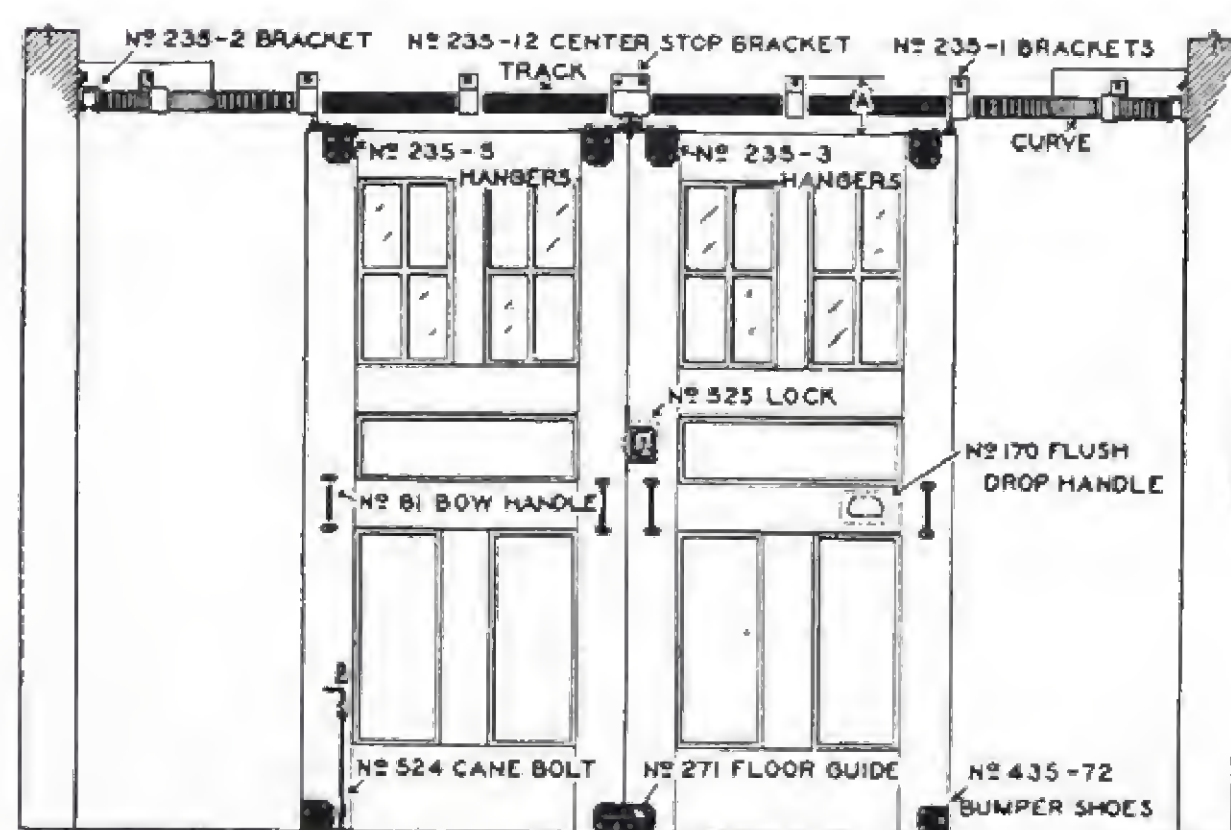 Nº 235-2 BRACKET
Nº 235-12 CENTER STOP BRACKET
Nº 235-1 BRACKETS
TRACK
A
CURVE
Nº 235-5
HANGERS
Nº 235-3
HANGERS
Nº 525 LOCK
Nº 170 FLUSH
DROP HANDLE
Nº 81 BOW HANDLE
Nº 524 CANE BOLT
Nº 271 FLOOR GUIDE
Nº 435-72
BUMPER SHOES